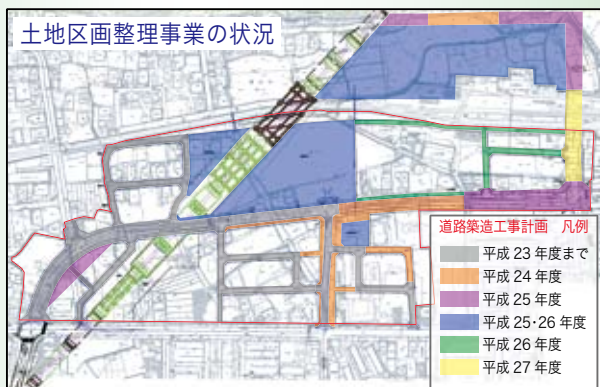 土地区画整理事業の状況
道路築造工事計画 凡例
平成 23 年度まで
平成 24 年度
平成 25 年度
平成 25・26 年度
平成 26 年度
平成 27 年度